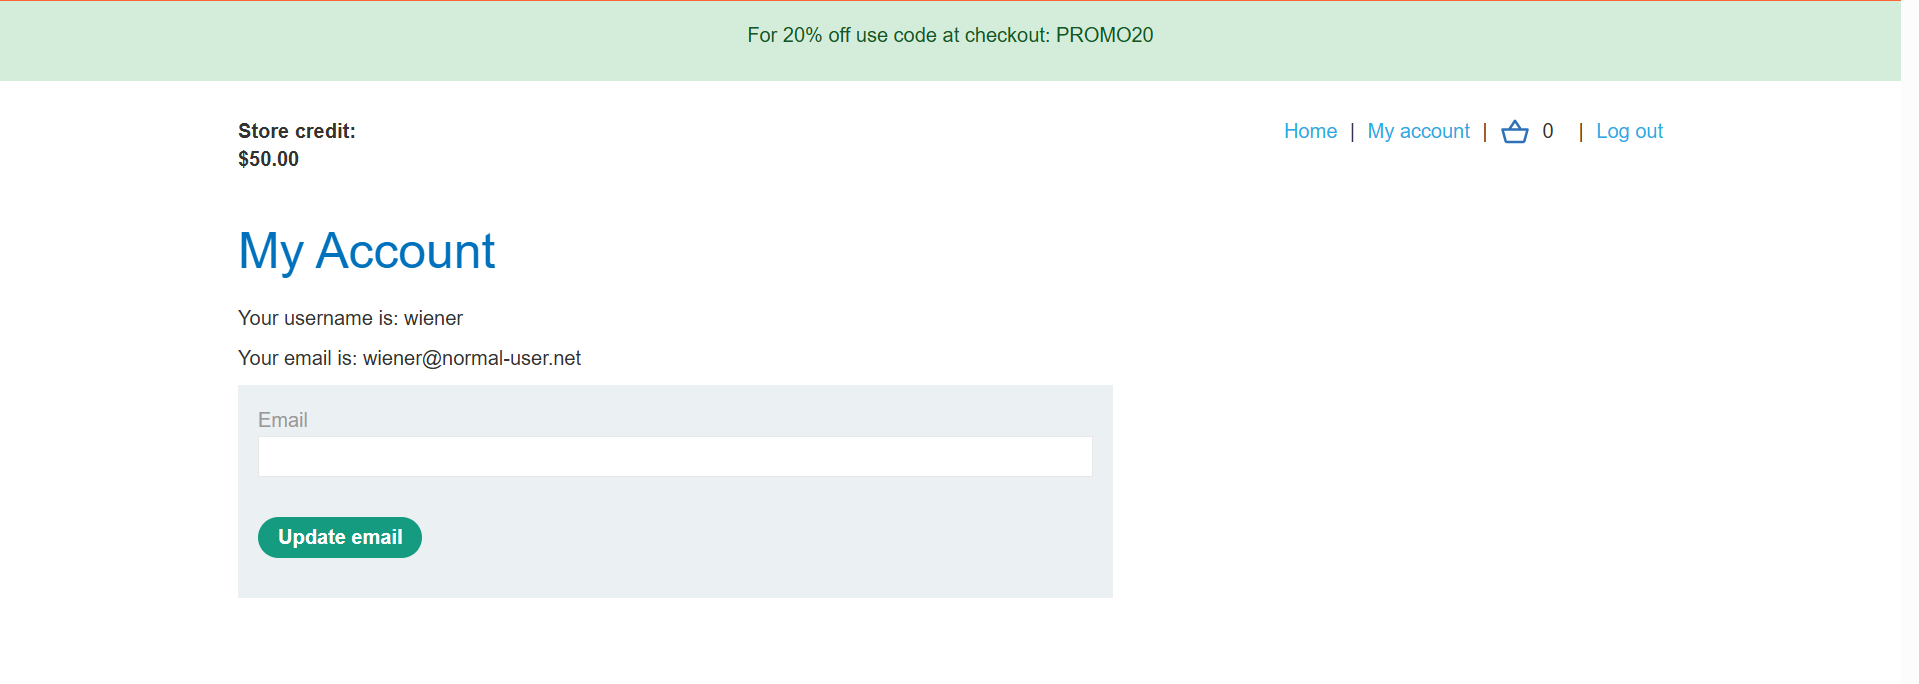 For 20% off use code at checkout: PROMO20
Store credit:
$50.00
Home | My account | 0 | Log out
My Account
Your username is: wiener
Your email is: wiener@normal-user.net
Email
Update email